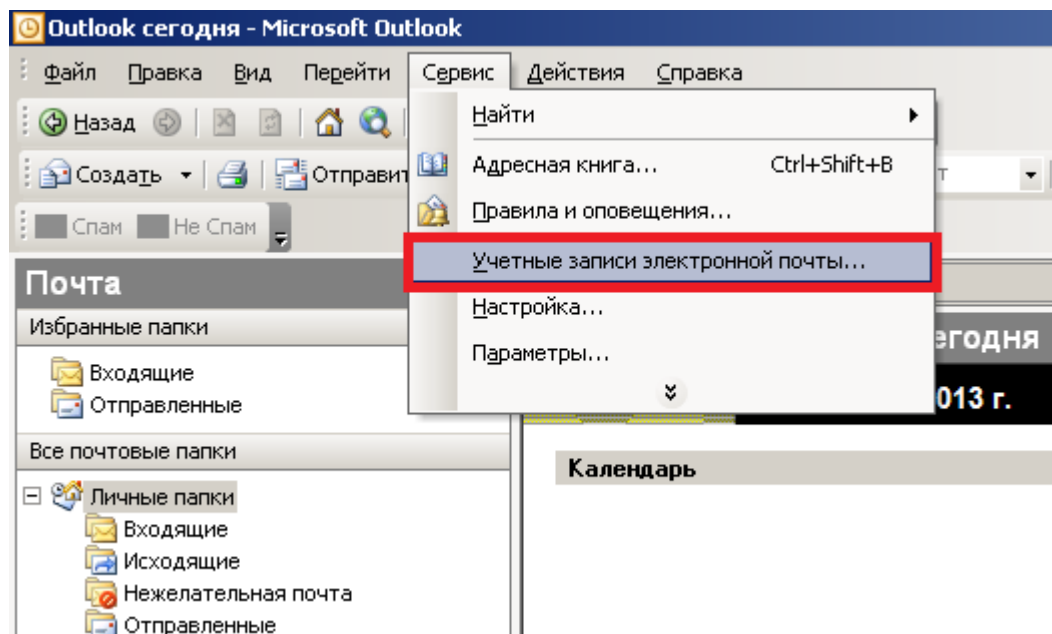 Outlook сегодня - Microsoft Outlook
Файл Правка Вид Перейти Сервис Действия Справка
Назад
Найти
Создать Отправит
Адресная книга... Ctrl+Shift+B
т
Правила и оповещения...
Спам Не Спам
Учетные записи электронной почты...
Почта
Настройка...
Избранные папки
егодня
Параметры...
Входящие
Отправленные
013 г.
Все почтовые папки
Календарь
Личные папки
Входящие
Исходящие
Нежелательная почта
Отправленные